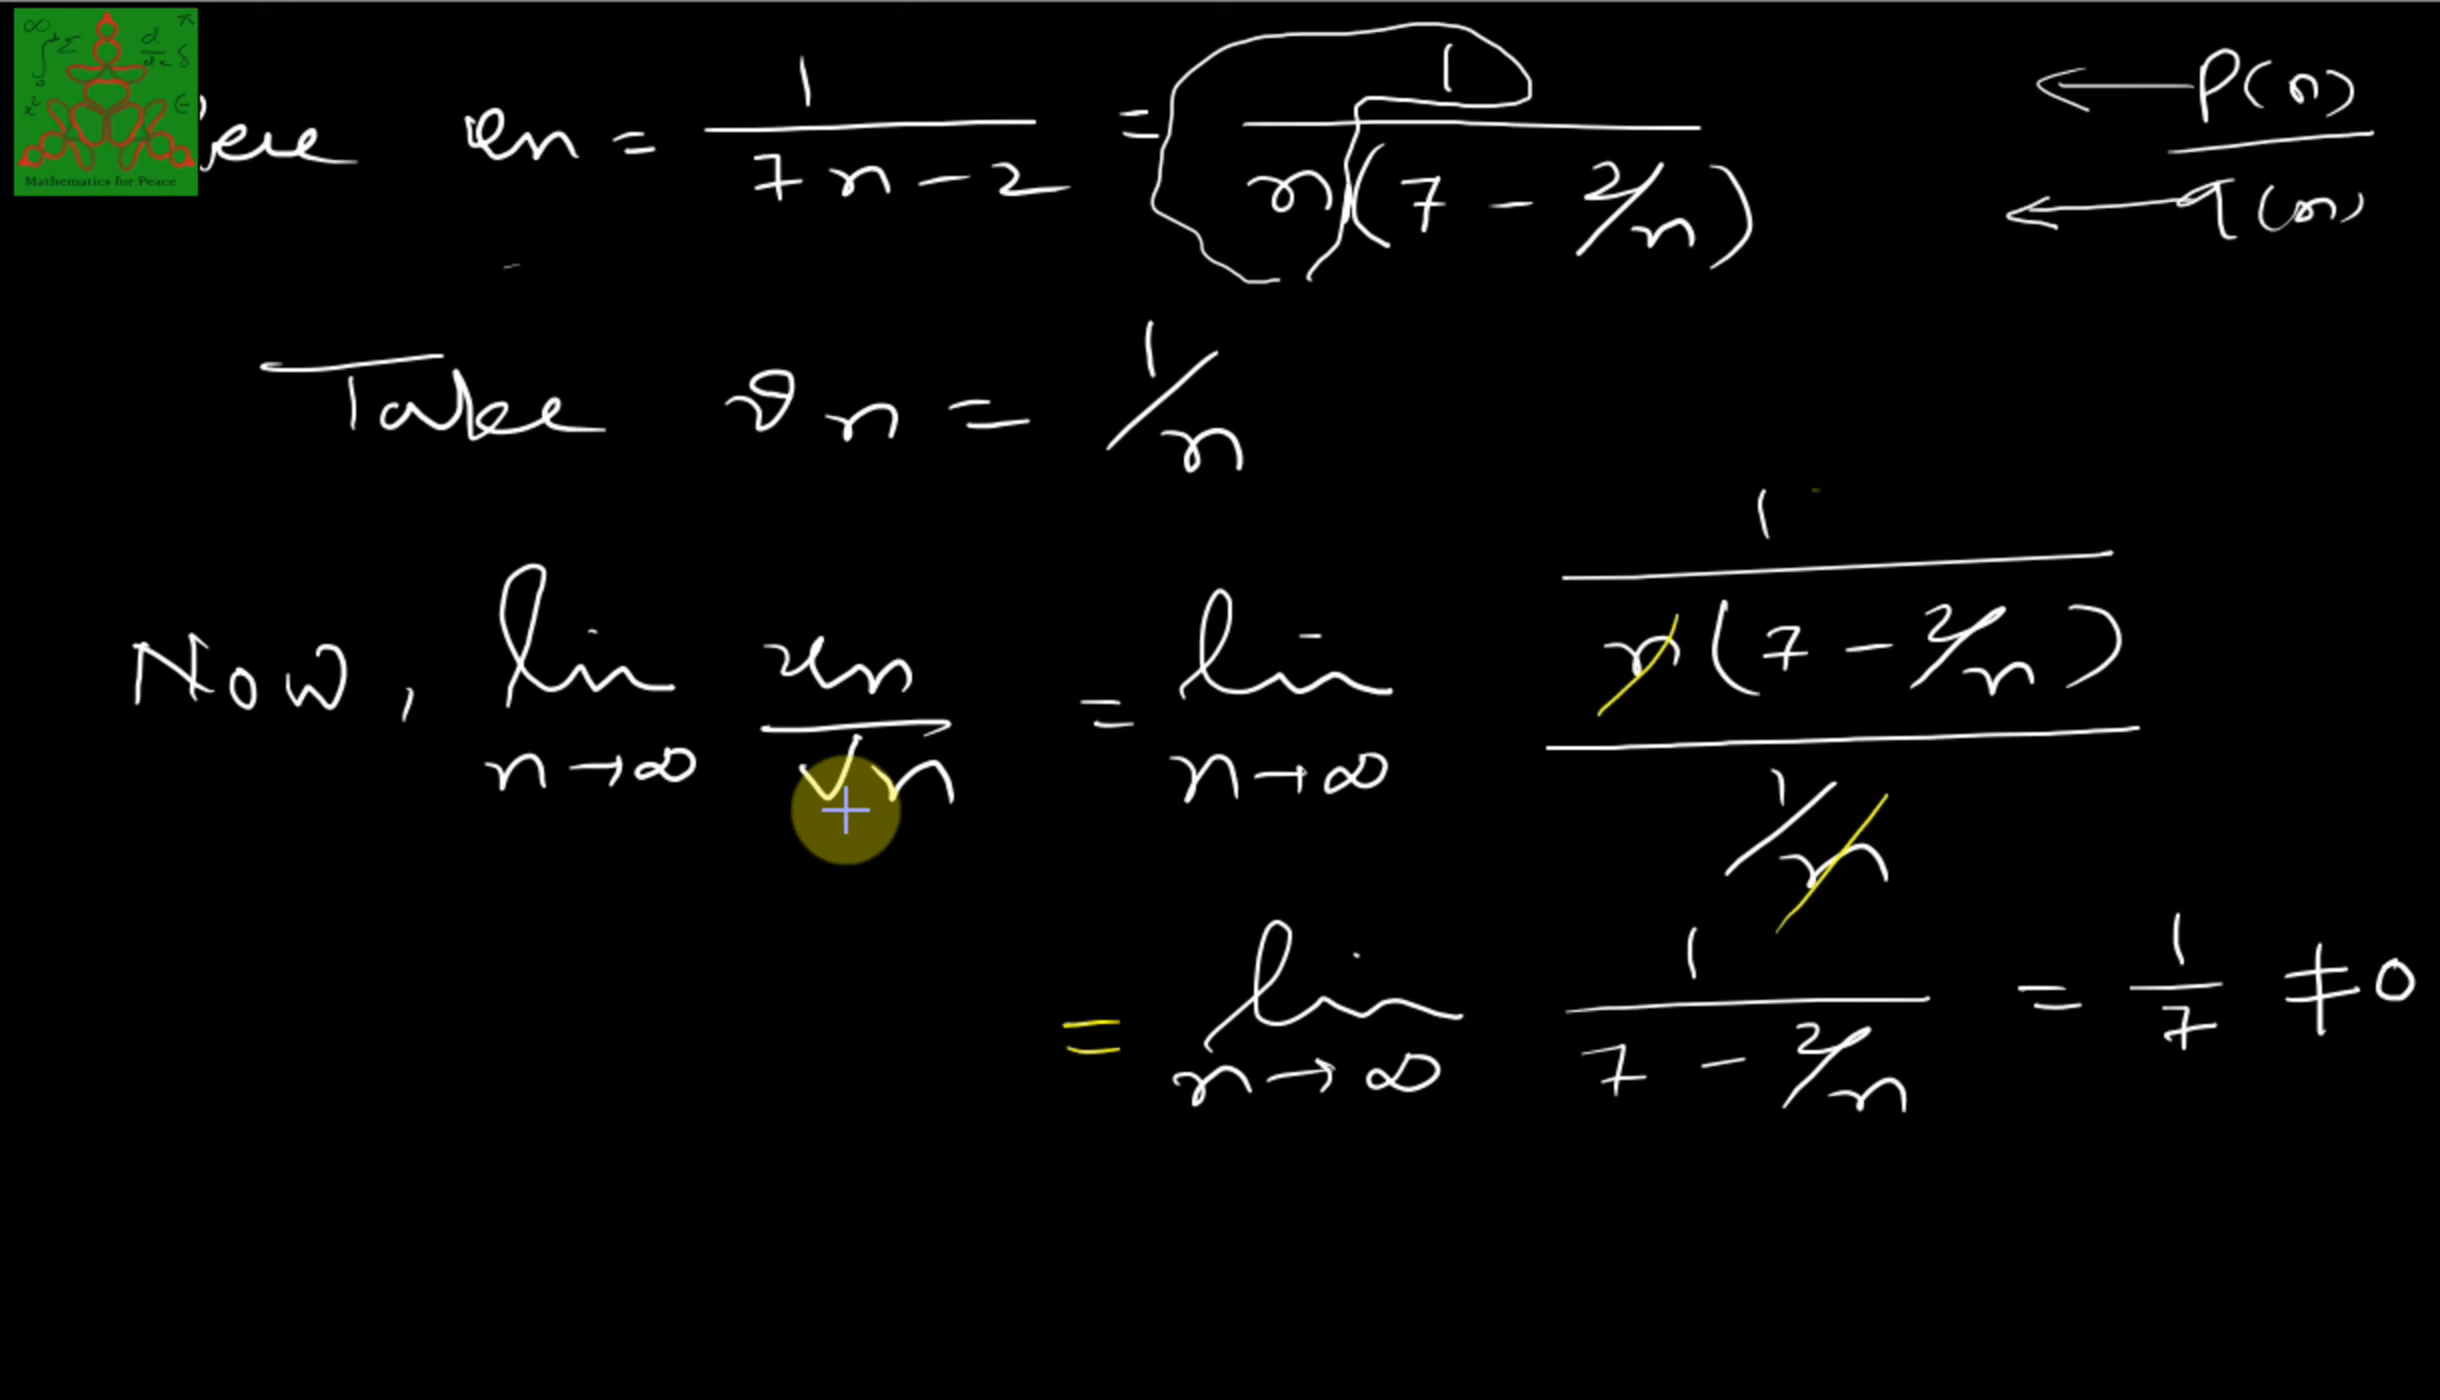 ere un = 1/(7n - 2) = 1/(n(7 - 2/n)) ← P(n)/← q(n)
Take vn = 1/n
Now, lim n→∞ un/vn = lim n→∞ (1/(n(7 - 2/n)))/(1/n)
= lim n→∞ 1/(7 - 2/n) = 1/7 ≠ 0
Mathematics for Peace